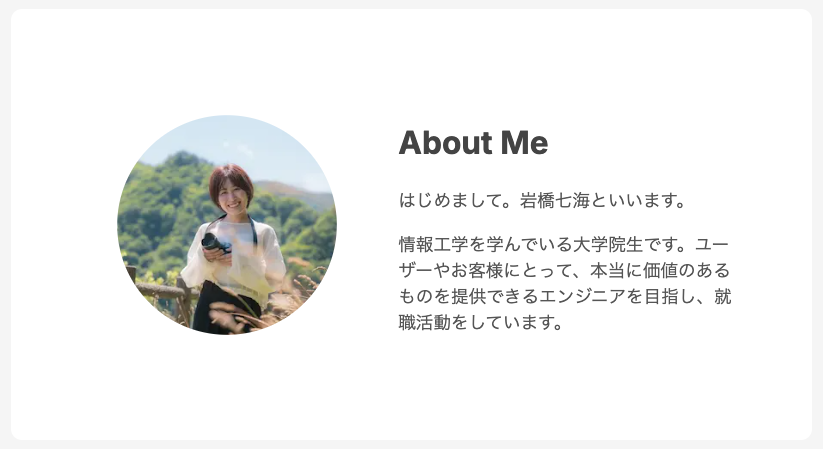 About Me
はじめまして。岩橋七海といいます。
情報工学を学んでいる大学院生です。ユー
ザーやお客様にとって、本当に価値のある
ものを提供できるエンジニアを目指し、就
職活動をしています。